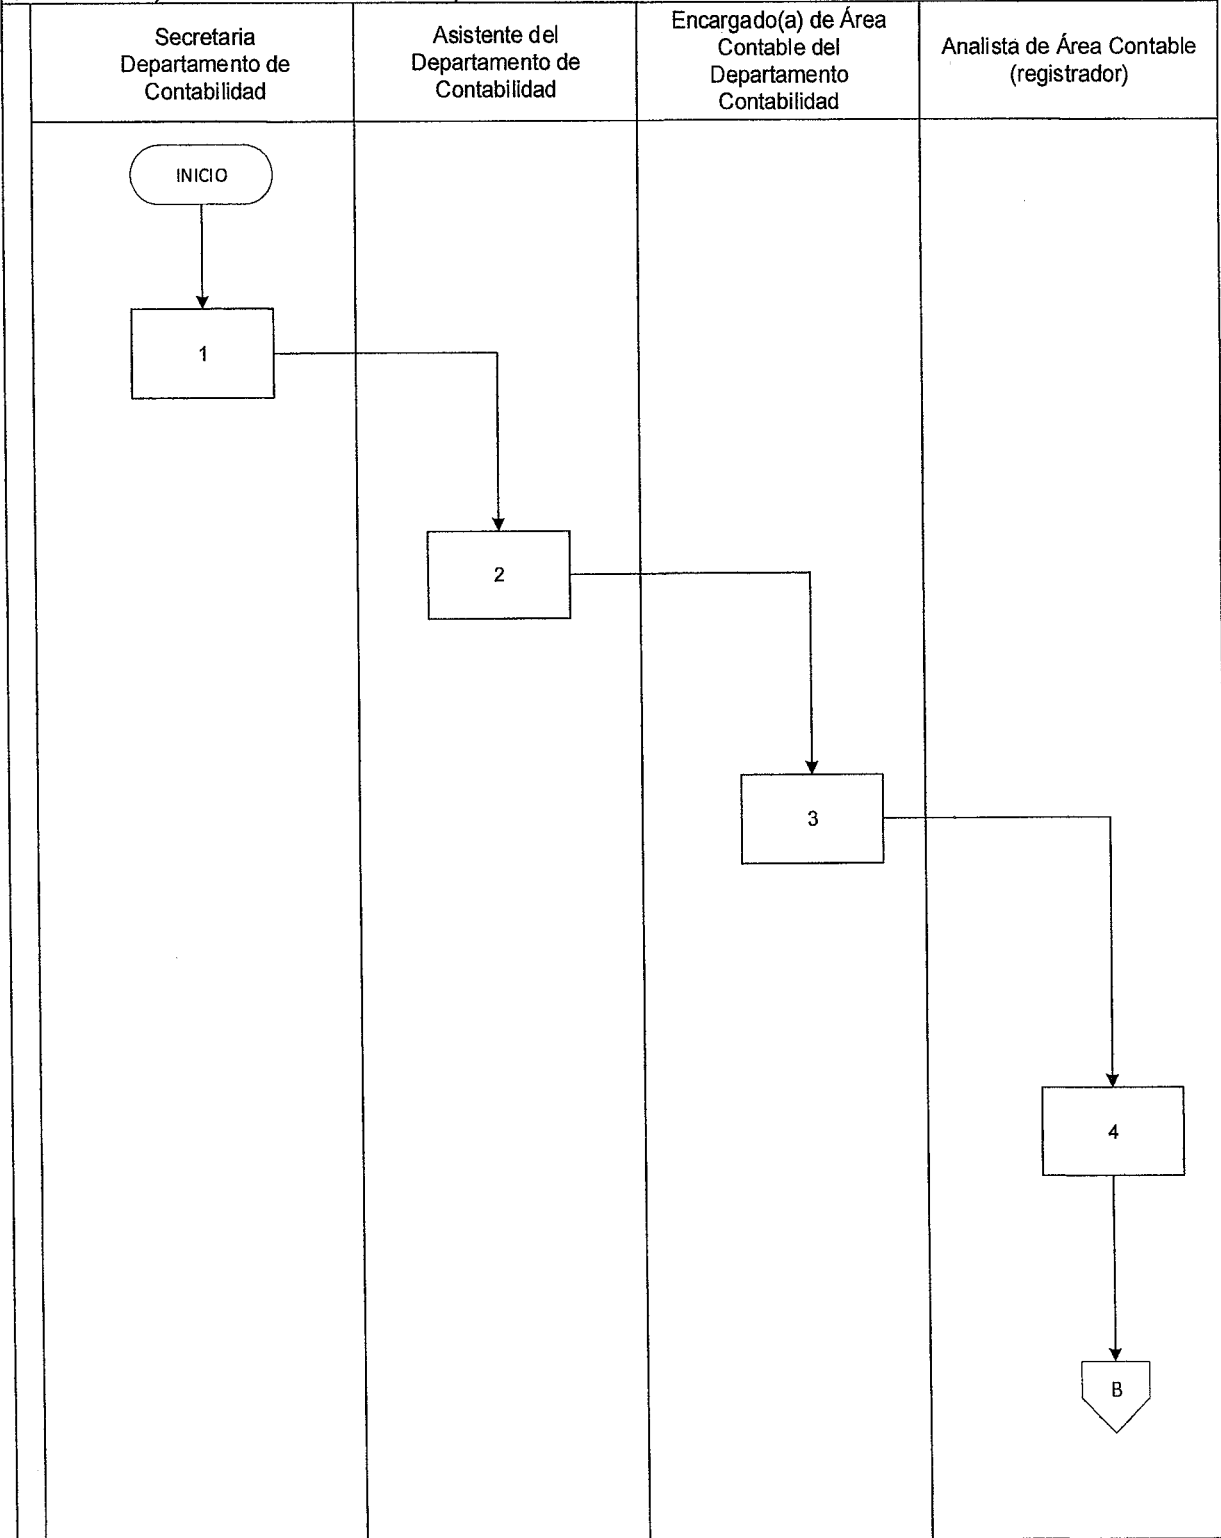 Secretaria
Departamento de
Contabilidad
Asistente del
Departamento de
Contabilidad
Encargado(a) de Área
Contable del
Departamento
Contabilidad
Analista de Área Contable
(registrador)
INICIO
1
2
3
4
B